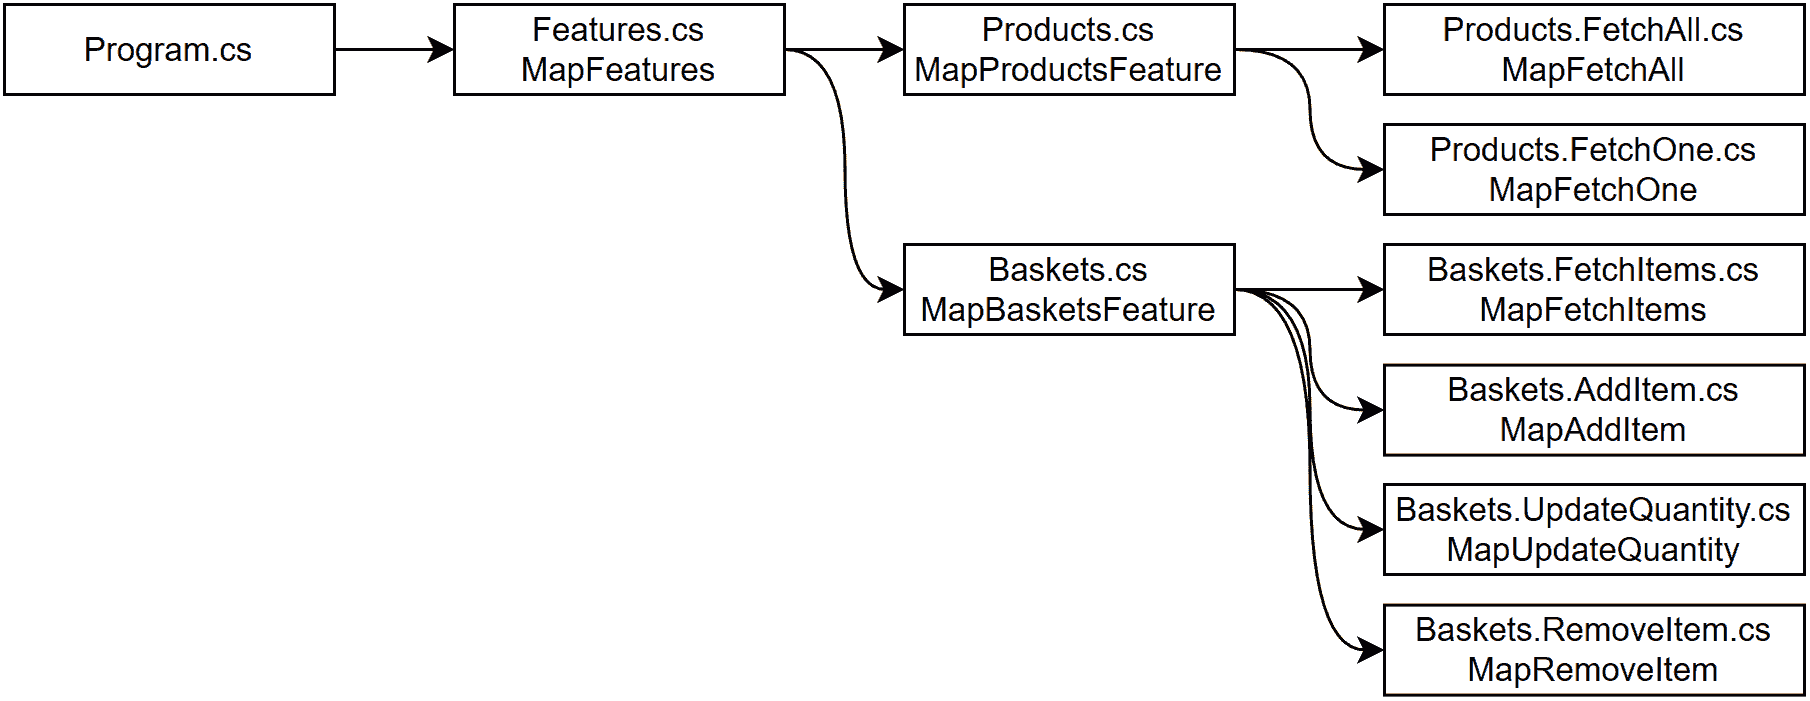 Program.cs
Features.cs
MapFeatures
Products.cs
MapProductsFeature
Products.FetchAll.cs
MapFetchAll
Products.FetchOne.cs
MapFetchOne
Baskets.cs
MapBasketsFeature
Baskets.FetchItems.cs
MapFetchItems
Baskets.AddItem.cs
MapAddItem
Baskets.UpdateQuantity.cs
MapUpdateQuantity
Baskets.RemoveItem.cs
MapRemoveItem